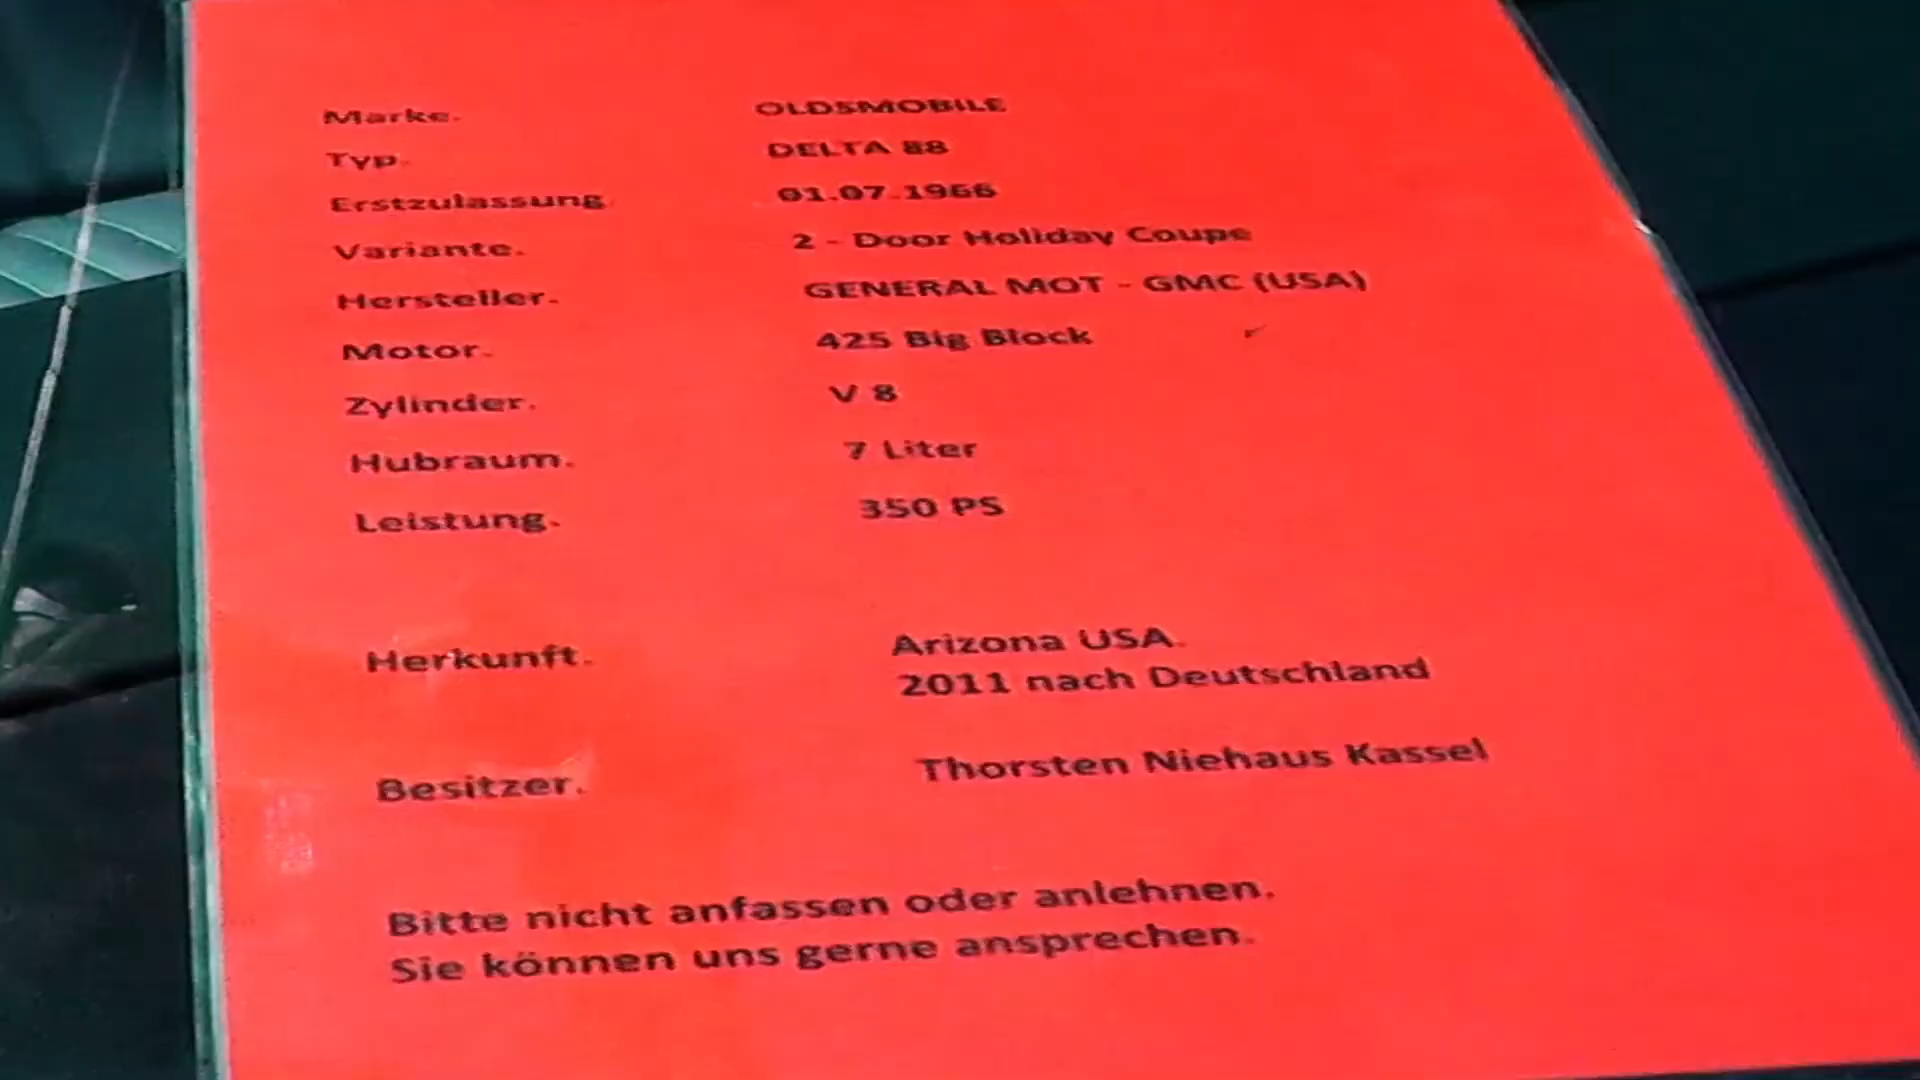 Marke. OLDSMOBILE
Typ. DELTA 88
Erstzulassung. 01.07.1966
Variante. 2 - Door Holiday Coupe
Hersteller. GENERAL MOT - GMC (USA)
Motor. 425 Big Block
Zylinder. V 8
Hubraum. 7 Liter
Leistung. 350 PS
Herkunft. Arizona USA.
2011 nach Deutschland
Besitzer. Thorsten Niehaus Kassel
Bitte nicht anfassen oder anlehnen.
Sie können uns gerne ansprechen.